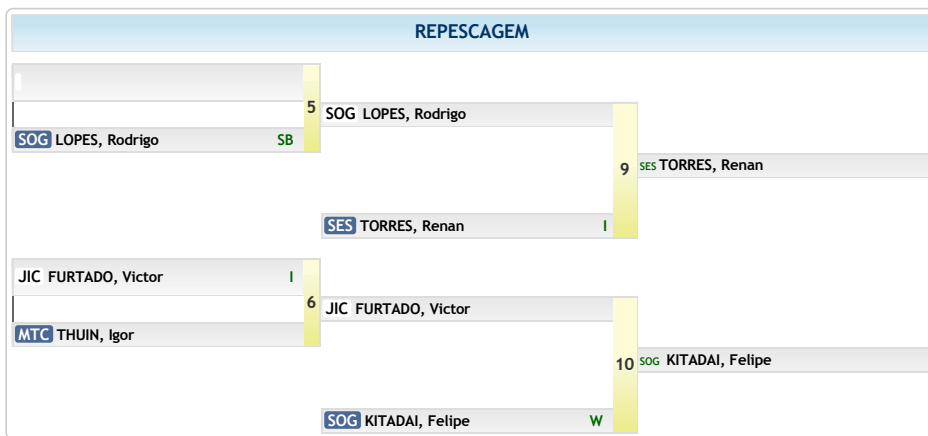 REPESCAGEM
5
SOG LOPES, Rodrigo SB
SOG LOPES, Rodrigo
9
SES TORRES, Renan I
SES TORRES, Renan
JIC FURTADO, Victor I
6
MTC THUIN, Igor
JIC FURTADO, Victor
10
SOG KITADAI, Felipe W
SOG KITADAI, Felipe